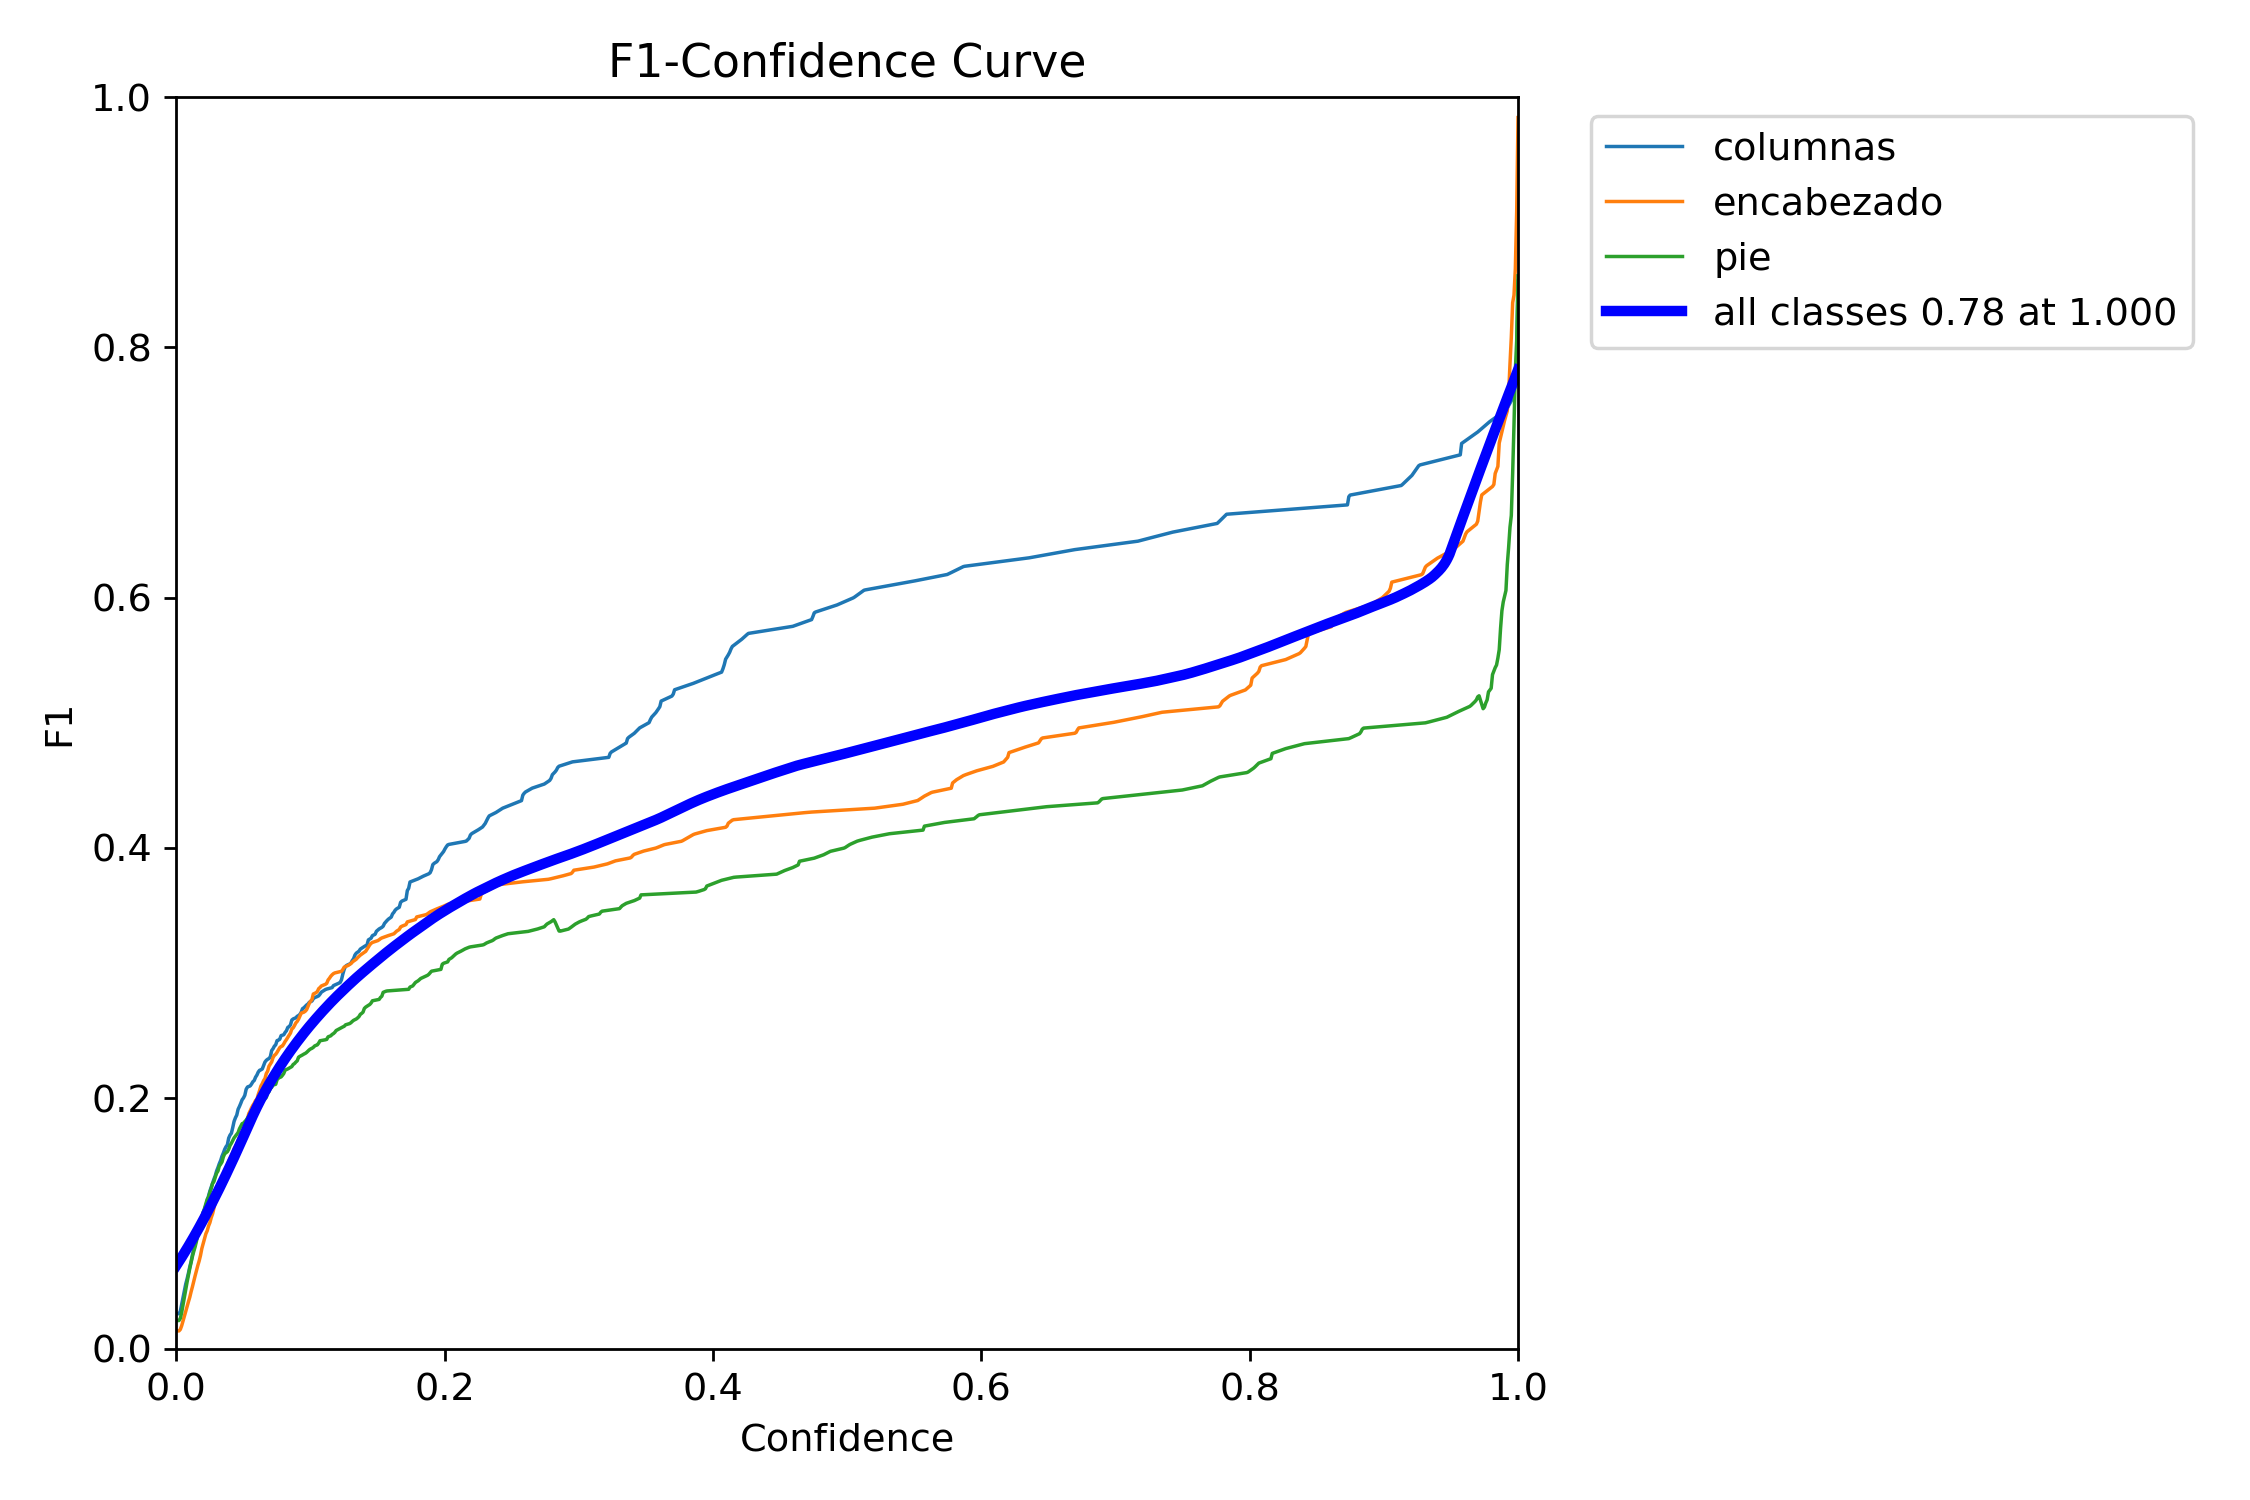 F1-Confidence Curve
1.0
0.8
0.6
0.4
0.2
0.0
F1
0.0 0.2 0.4 0.6 0.8 1.0
Confidence
columnas
encabezado
pie
all classes 0.78 at 1.000